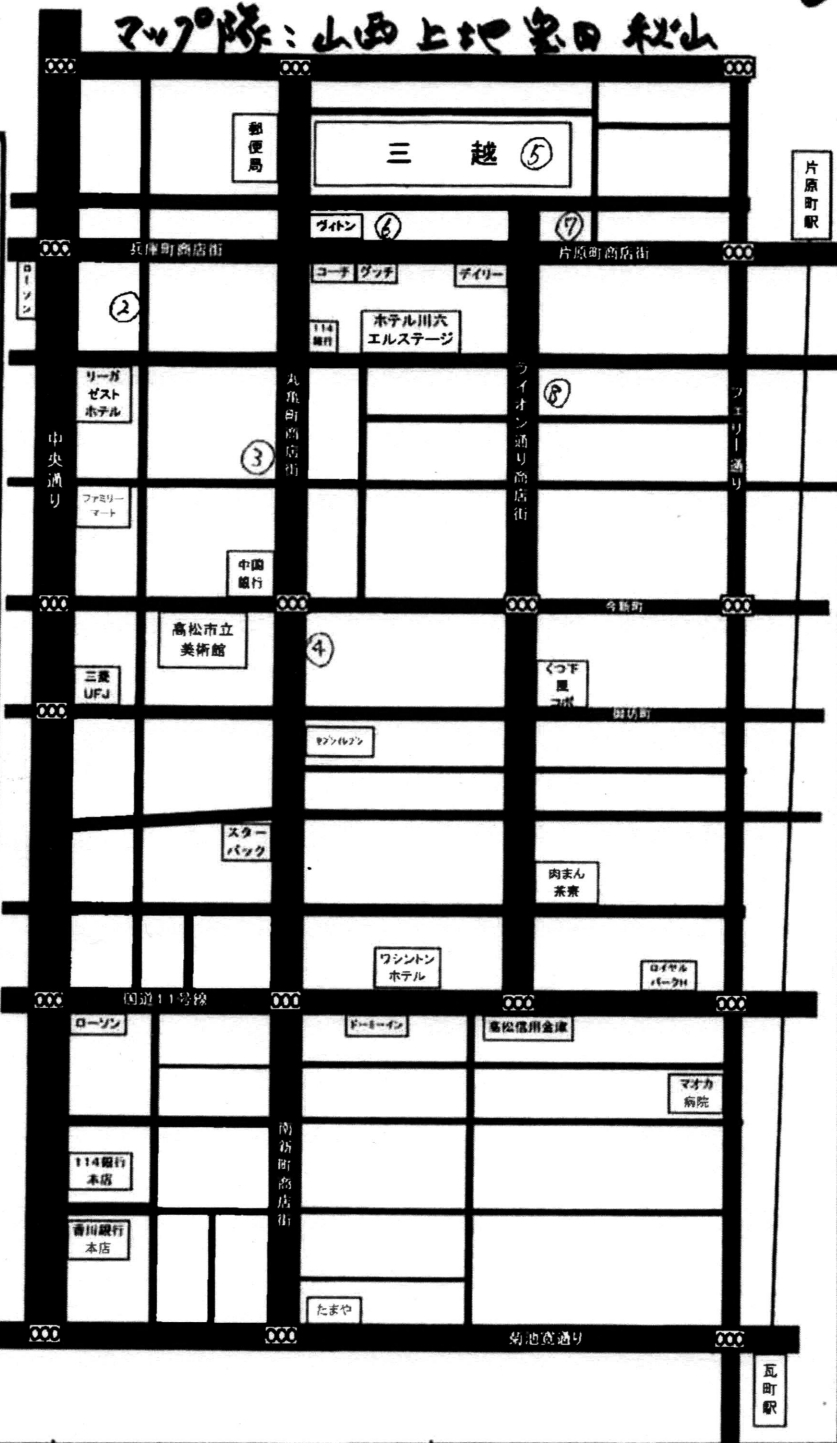 マップ隊：山西 上地 宮田 秋山
郵便局
三越 ⑤
片原町駅
ヴィトン ⑥
⑦
兵庫町商店街
片原町商店街
ローソン
コーチ
グッチ
デイリー
②
114銀行
ホテル川六
エルステージ
リーガ
ゼスト
ホテル
丸亀町商店街
ライオン通り商店街
⑧
フェリー通り
中央通り
③
ファミリー
マート
中国
銀行
今新町
高松市立
美術館
④
三菱
UFJ
くつ下
屋
コポ
御坊町
セブンイレブン
スター
バック
肉まん
茶寮
ワシントン
ホテル
ロイヤル
パークH
国道11号線
ローソン
ドーミーイン
高松信用金庫
マオカ
病院
南新町商店街
114銀行
本店
香川銀行
本店
たまや
菊池寛通り
瓦町駅